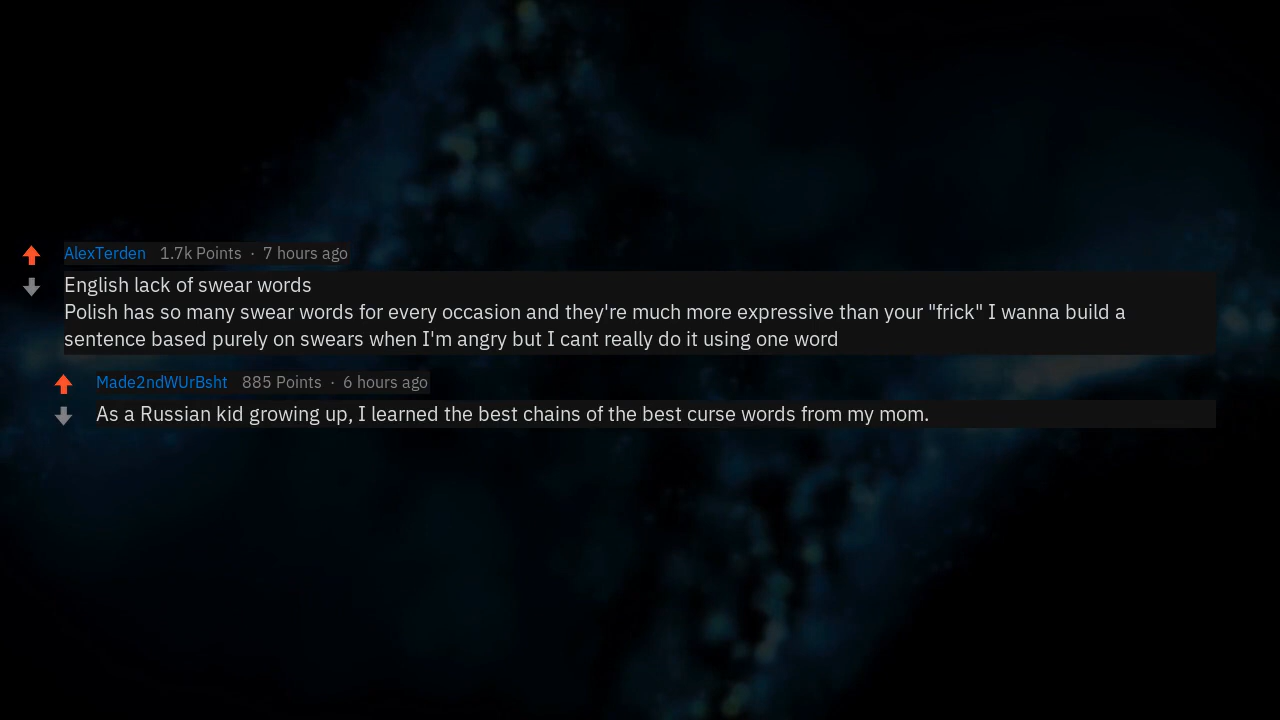 AlexTerden 1.7k Points · 7 hours ago
English lack of swear words
Polish has so many swear words for every occasion and they're much more expressive than your "frick" I wanna build a
sentence based purely on swears when I'm angry but I cant really do it using one word
Made2ndWUrBsht 885 Points · 6 hours ago
As a Russian kid growing up, I learned the best chains of the best curse words from my mom.